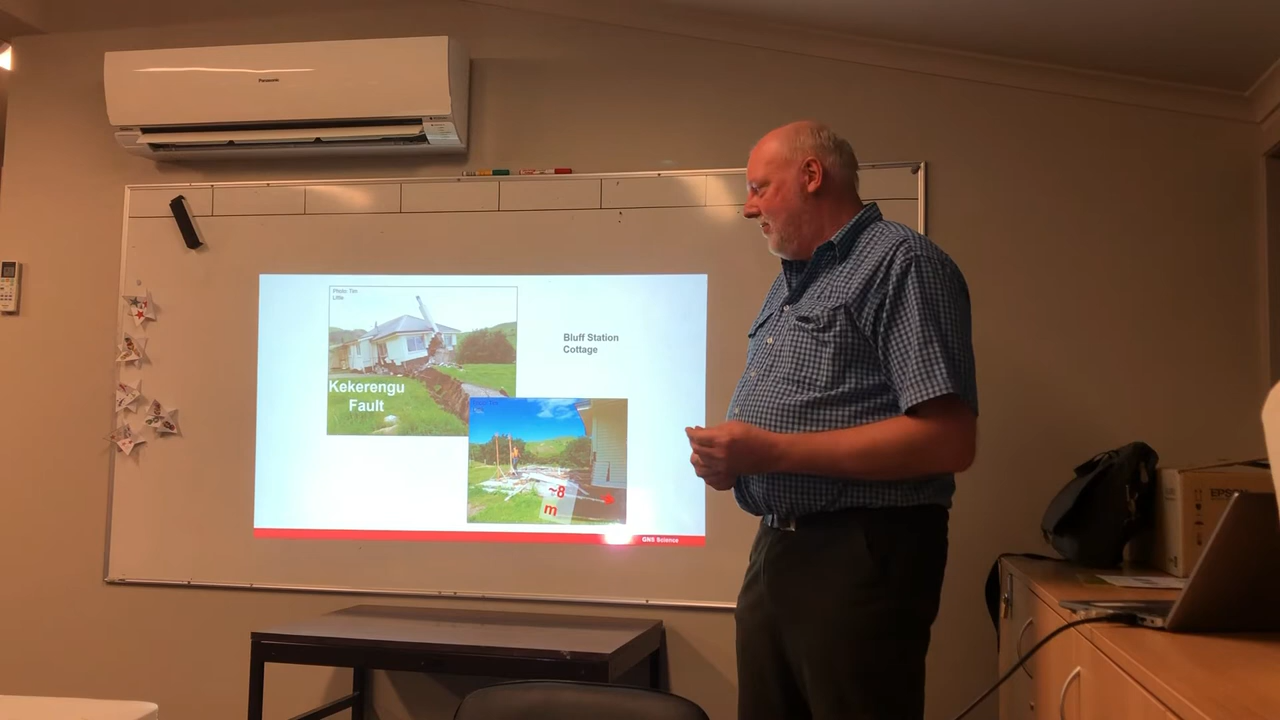 Panasonic
Photo: Tim
Little
Bluff Station
Cottage
Kekerengu
Fault
~8
m
GNS Science
EPSON